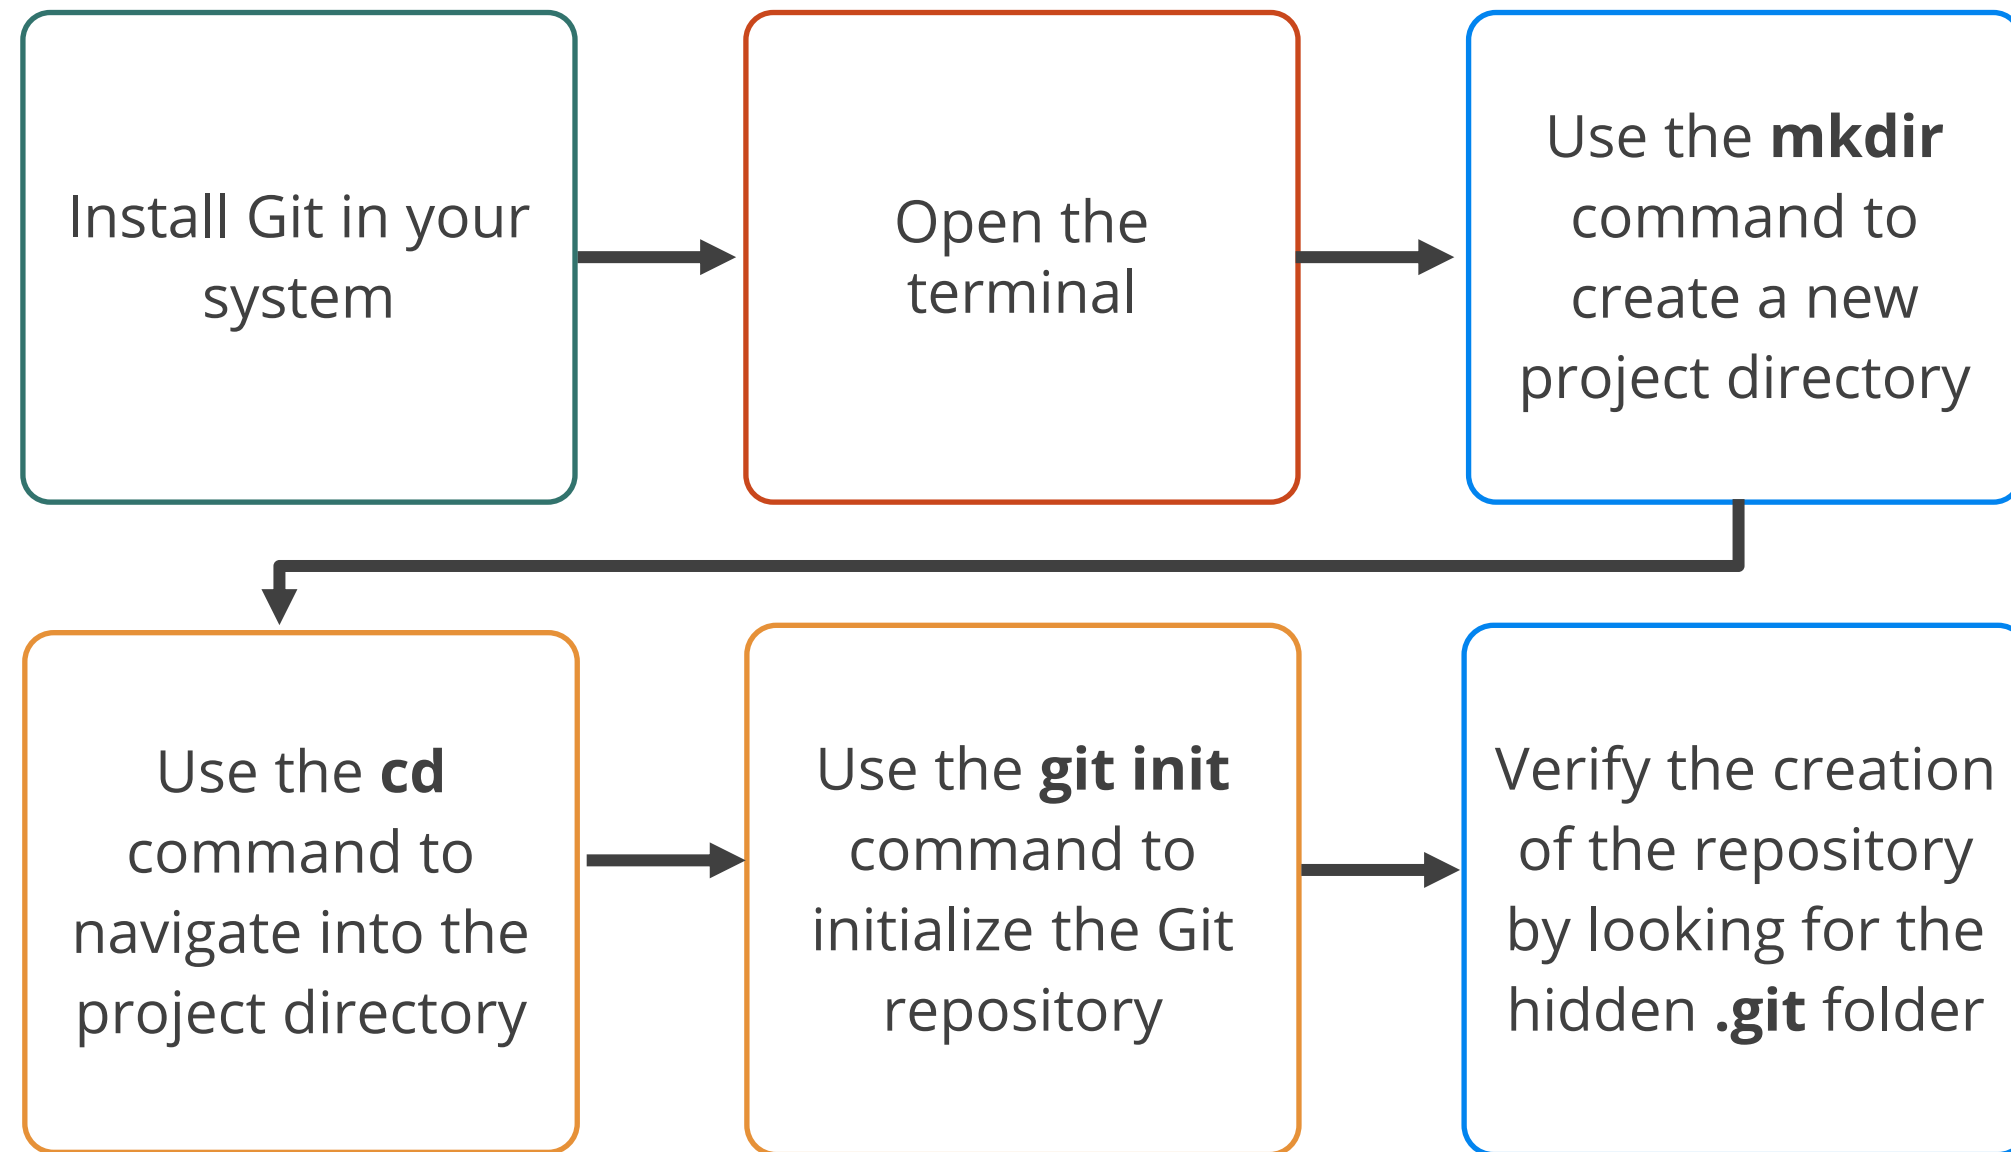 Install Git in your
system
Open the
terminal
Use the mkdir
command to
create a new
project directory
Use the cd
command to
navigate into the
project directory
Use the git init
command to
initialize the Git
repository
Verify the creation
of the repository
by looking for the
hidden .git folder